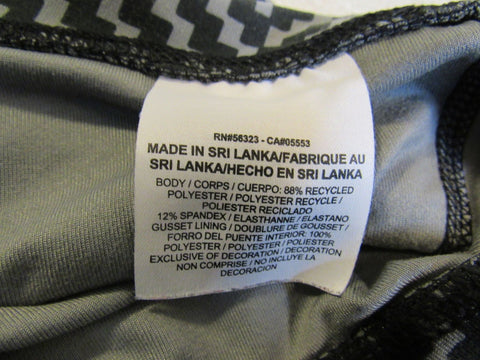 RN#56323 - CA#05553
MADE IN SRI LANKA/FABRIQUE AU
SRI LANKA/HECHO EN SRI LANKA
BODY / CORPS / CUERPO: 88% RECYCLED
POLYESTER / POLYESTER RECYCLE /
POLIESTER RECICLADO
12% SPANDEX / ELASTHANNE / ELASTANO
GUSSET LINING / DOUBLURE DE GOUSSET /
FORRO DEL PUENTE INTERIOR: 100%
POLYESTER / POLYESTER / POLIESTER
EXCLUSIVE OF DECORATION / DECORATION
NON COMPRISE / NO INCLUIDA LA
DECORACION